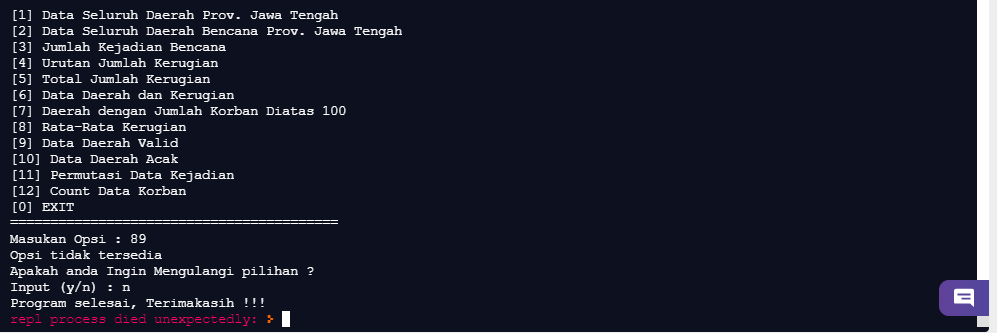 [1] Data Seluruh Daerah Prov. Jawa Tengah
[2] Data Seluruh Daerah Bencana Prov. Jawa Tengah
[3] Jumlah Kejadian Bencana
[4] Urutan Jumlah Kerugian
[5] Total Jumlah Kerugian
[6] Data Daerah dan Kerugian
[7] Daerah dengan Jumlah Korban Diatas 100
[8] Rata-Rata Kerugian
[9] Data Daerah Valid
[10] Data Daerah Acak
[11] Permutasi Data Kejadian
[12] Count Data Korban
[0] EXIT
=========================================
Masukan Opsi : 89
Opsi tidak tersedia
Apakah anda Ingin Mengulangi pilihan ?
Input (y/n) : n
Program selesai, Terimakasih !!!
repl process died unexpectedly: